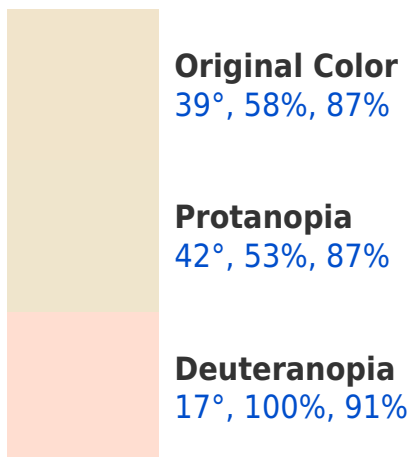 Original Color
39°, 58%, 87%
Protanopia
42°, 53%, 87%
Deuteranopia
17°, 100%, 91%